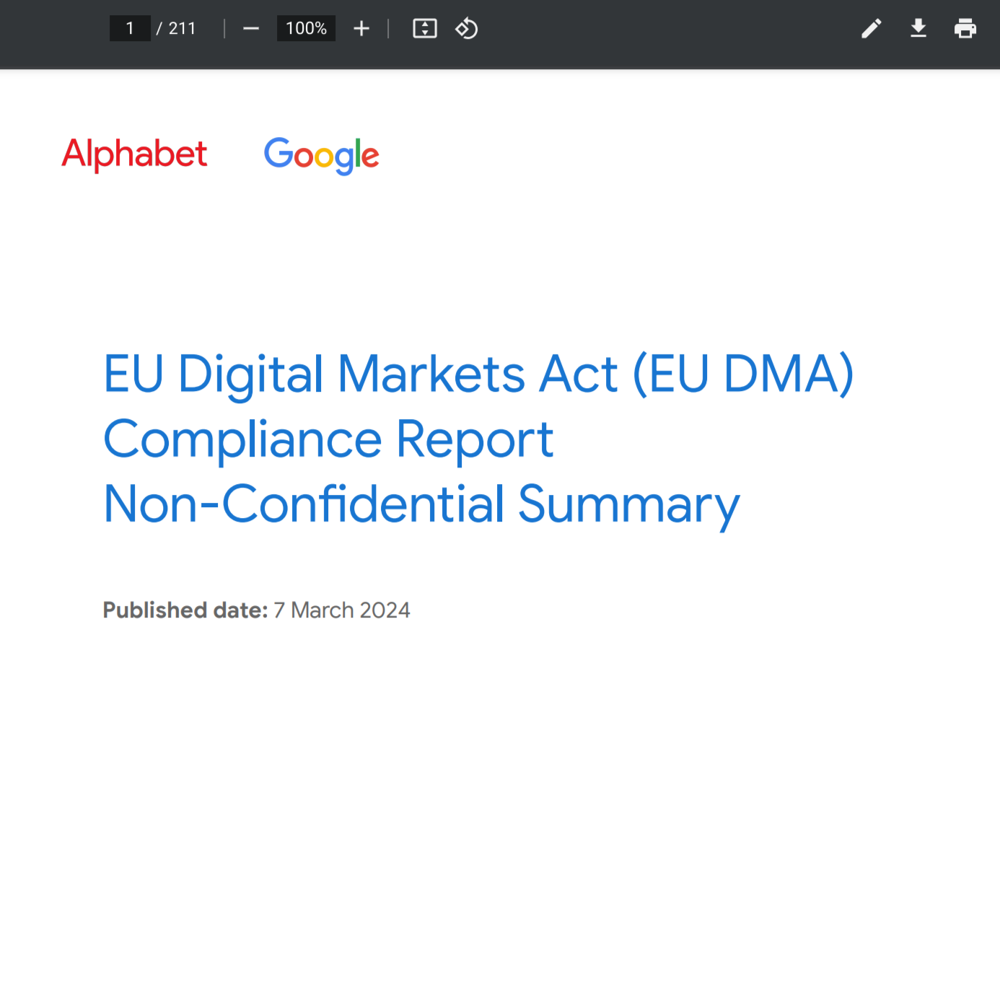 1 / 211 100%
Alphabet Google
EU Digital Markets Act (EU DMA)
Compliance Report
Non-Confidential Summary
Published date: 7 March 2024